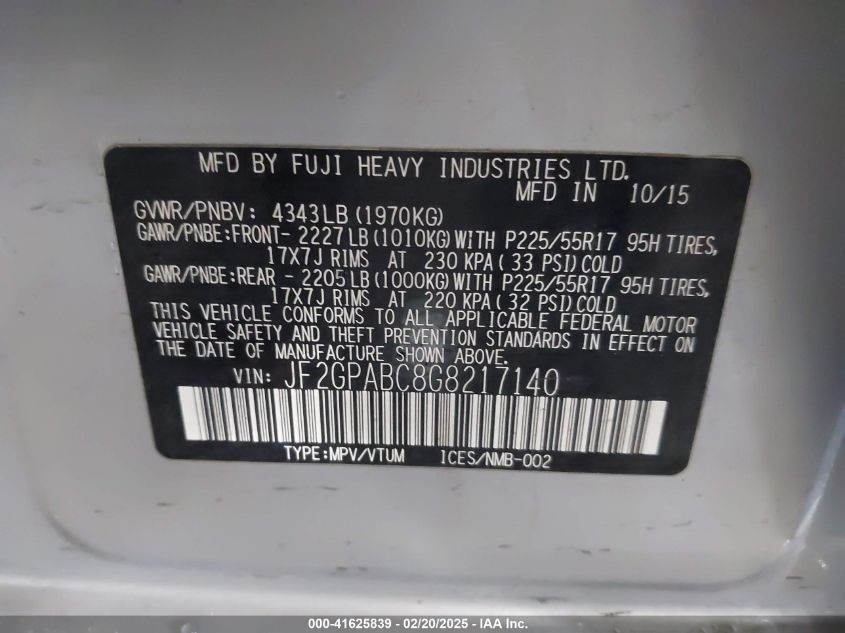 MFD BY FUJI HEAVY INDUSTRIES LTD.
MFD IN 10/15
GVWR/PNBV: 4343LB (1970KG)
GAWR/PNBE:FRONT- 2227LB (1010KG) WITH P225/55R17 95H TIRES,
17X7J RIMS AT 230 KPA ( 33 PSI) COLD
GAWR/PNBE:REAR - 2205LB (1000KG) WITH P225/55R17 95H TIRES,
17X7J RIMS AT 220 KPA ( 32 PSI) COLD
THIS VEHICLE CONFORMS TO ALL APPLICABLE FEDERAL MOTOR
VEHICLE SAFETY AND THEFT PREVENTION STANDARDS IN EFFECT ON
THE DATE OF MANUFACTURE SHOWN ABOVE.
VIN: JF2GPABC8G8217140
TYPE:MPV/VTUM ICES/NMB-002
000-41625839 - 02/20/2025 - IAA, Inc.